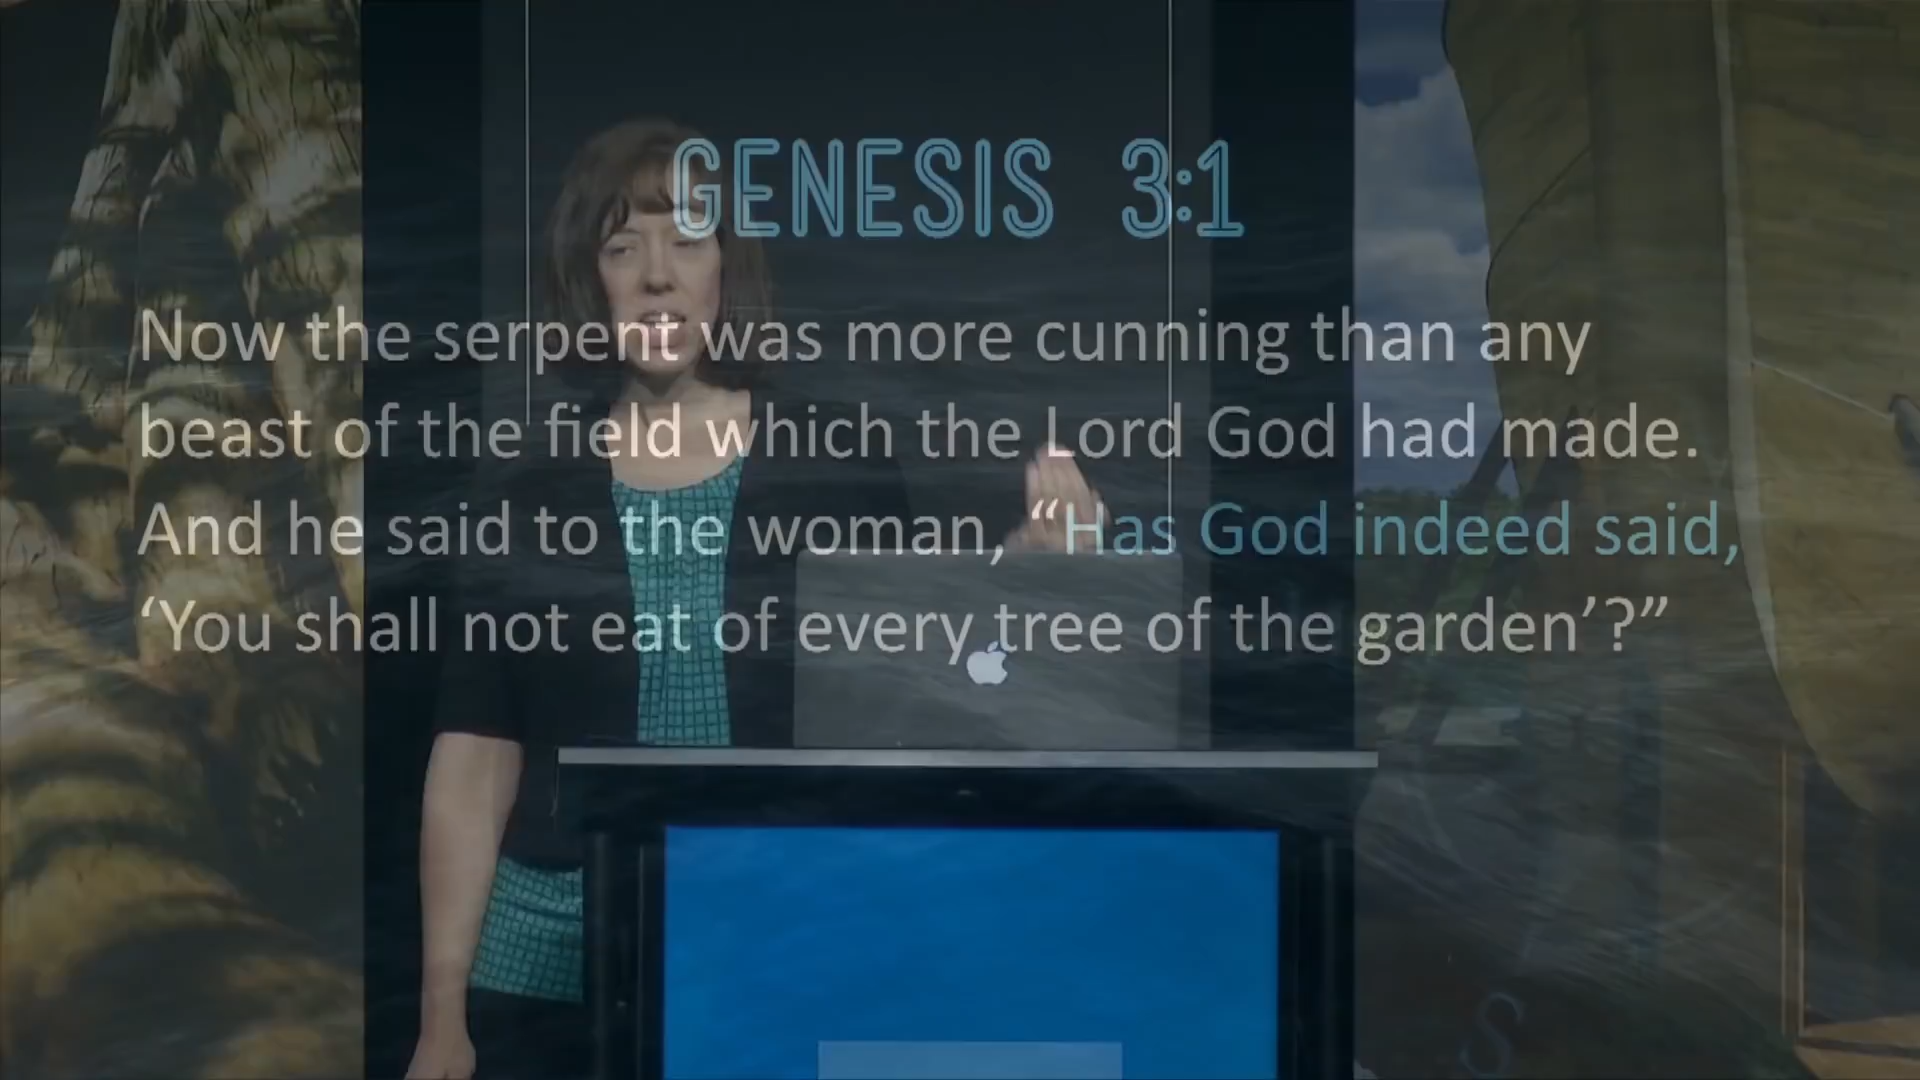 GENESIS 3:1
Now the serpent was more cunning than any
beast of the field which the Lord God had made.
And he said to the woman, “Has God indeed said,
‘You shall not eat of every tree of the garden’?”
S